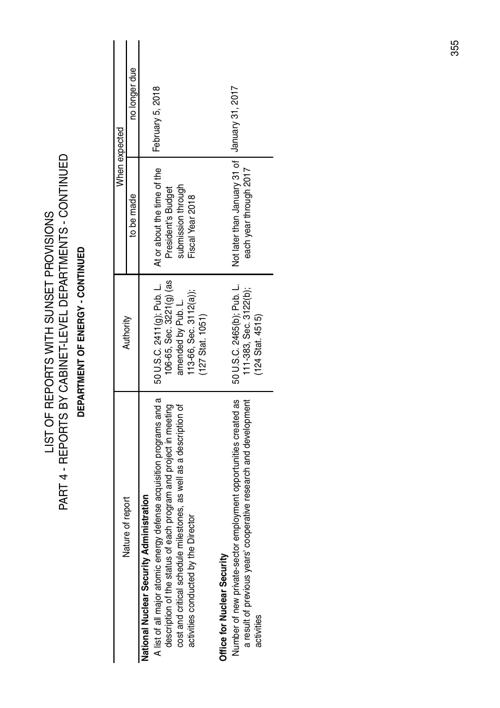 LIST OF REPORTS WITH SUNSET PROVISIONS
PART 4 - REPORTS BY CABINET-LEVEL DEPARTMENTS - CONTINUED
DEPARTMENT OF ENERGY - CONTINUED
When expected
Nature of report Authority to be made no longer due
National Nuclear Security Administration
A list of all major atomic energy defense acquisition programs and a
description of the status of each program and project in meeting
cost and critical schedule milestones, as well as a description of
activities conducted by the Director
50 U.S.C. 2411(g); Pub. L.
106-65, Sec. 3221(g) (as
amended by Pub. L.
113-66, Sec. 3112(a));
(127 Stat. 1051)
At or about the time of the
President's Budget
submission through
Fiscal Year 2018
February 5, 2018
Office for Nuclear Security
Number of new private-sector employment opportunities created as
a result of previous years' cooperative research and development
activities
50 U.S.C. 2465(b); Pub. L.
111-383, Sec. 3122(b);
(124 Stat. 4515)
Not later than January 31 of
each year through 2017
January 31, 2017
355